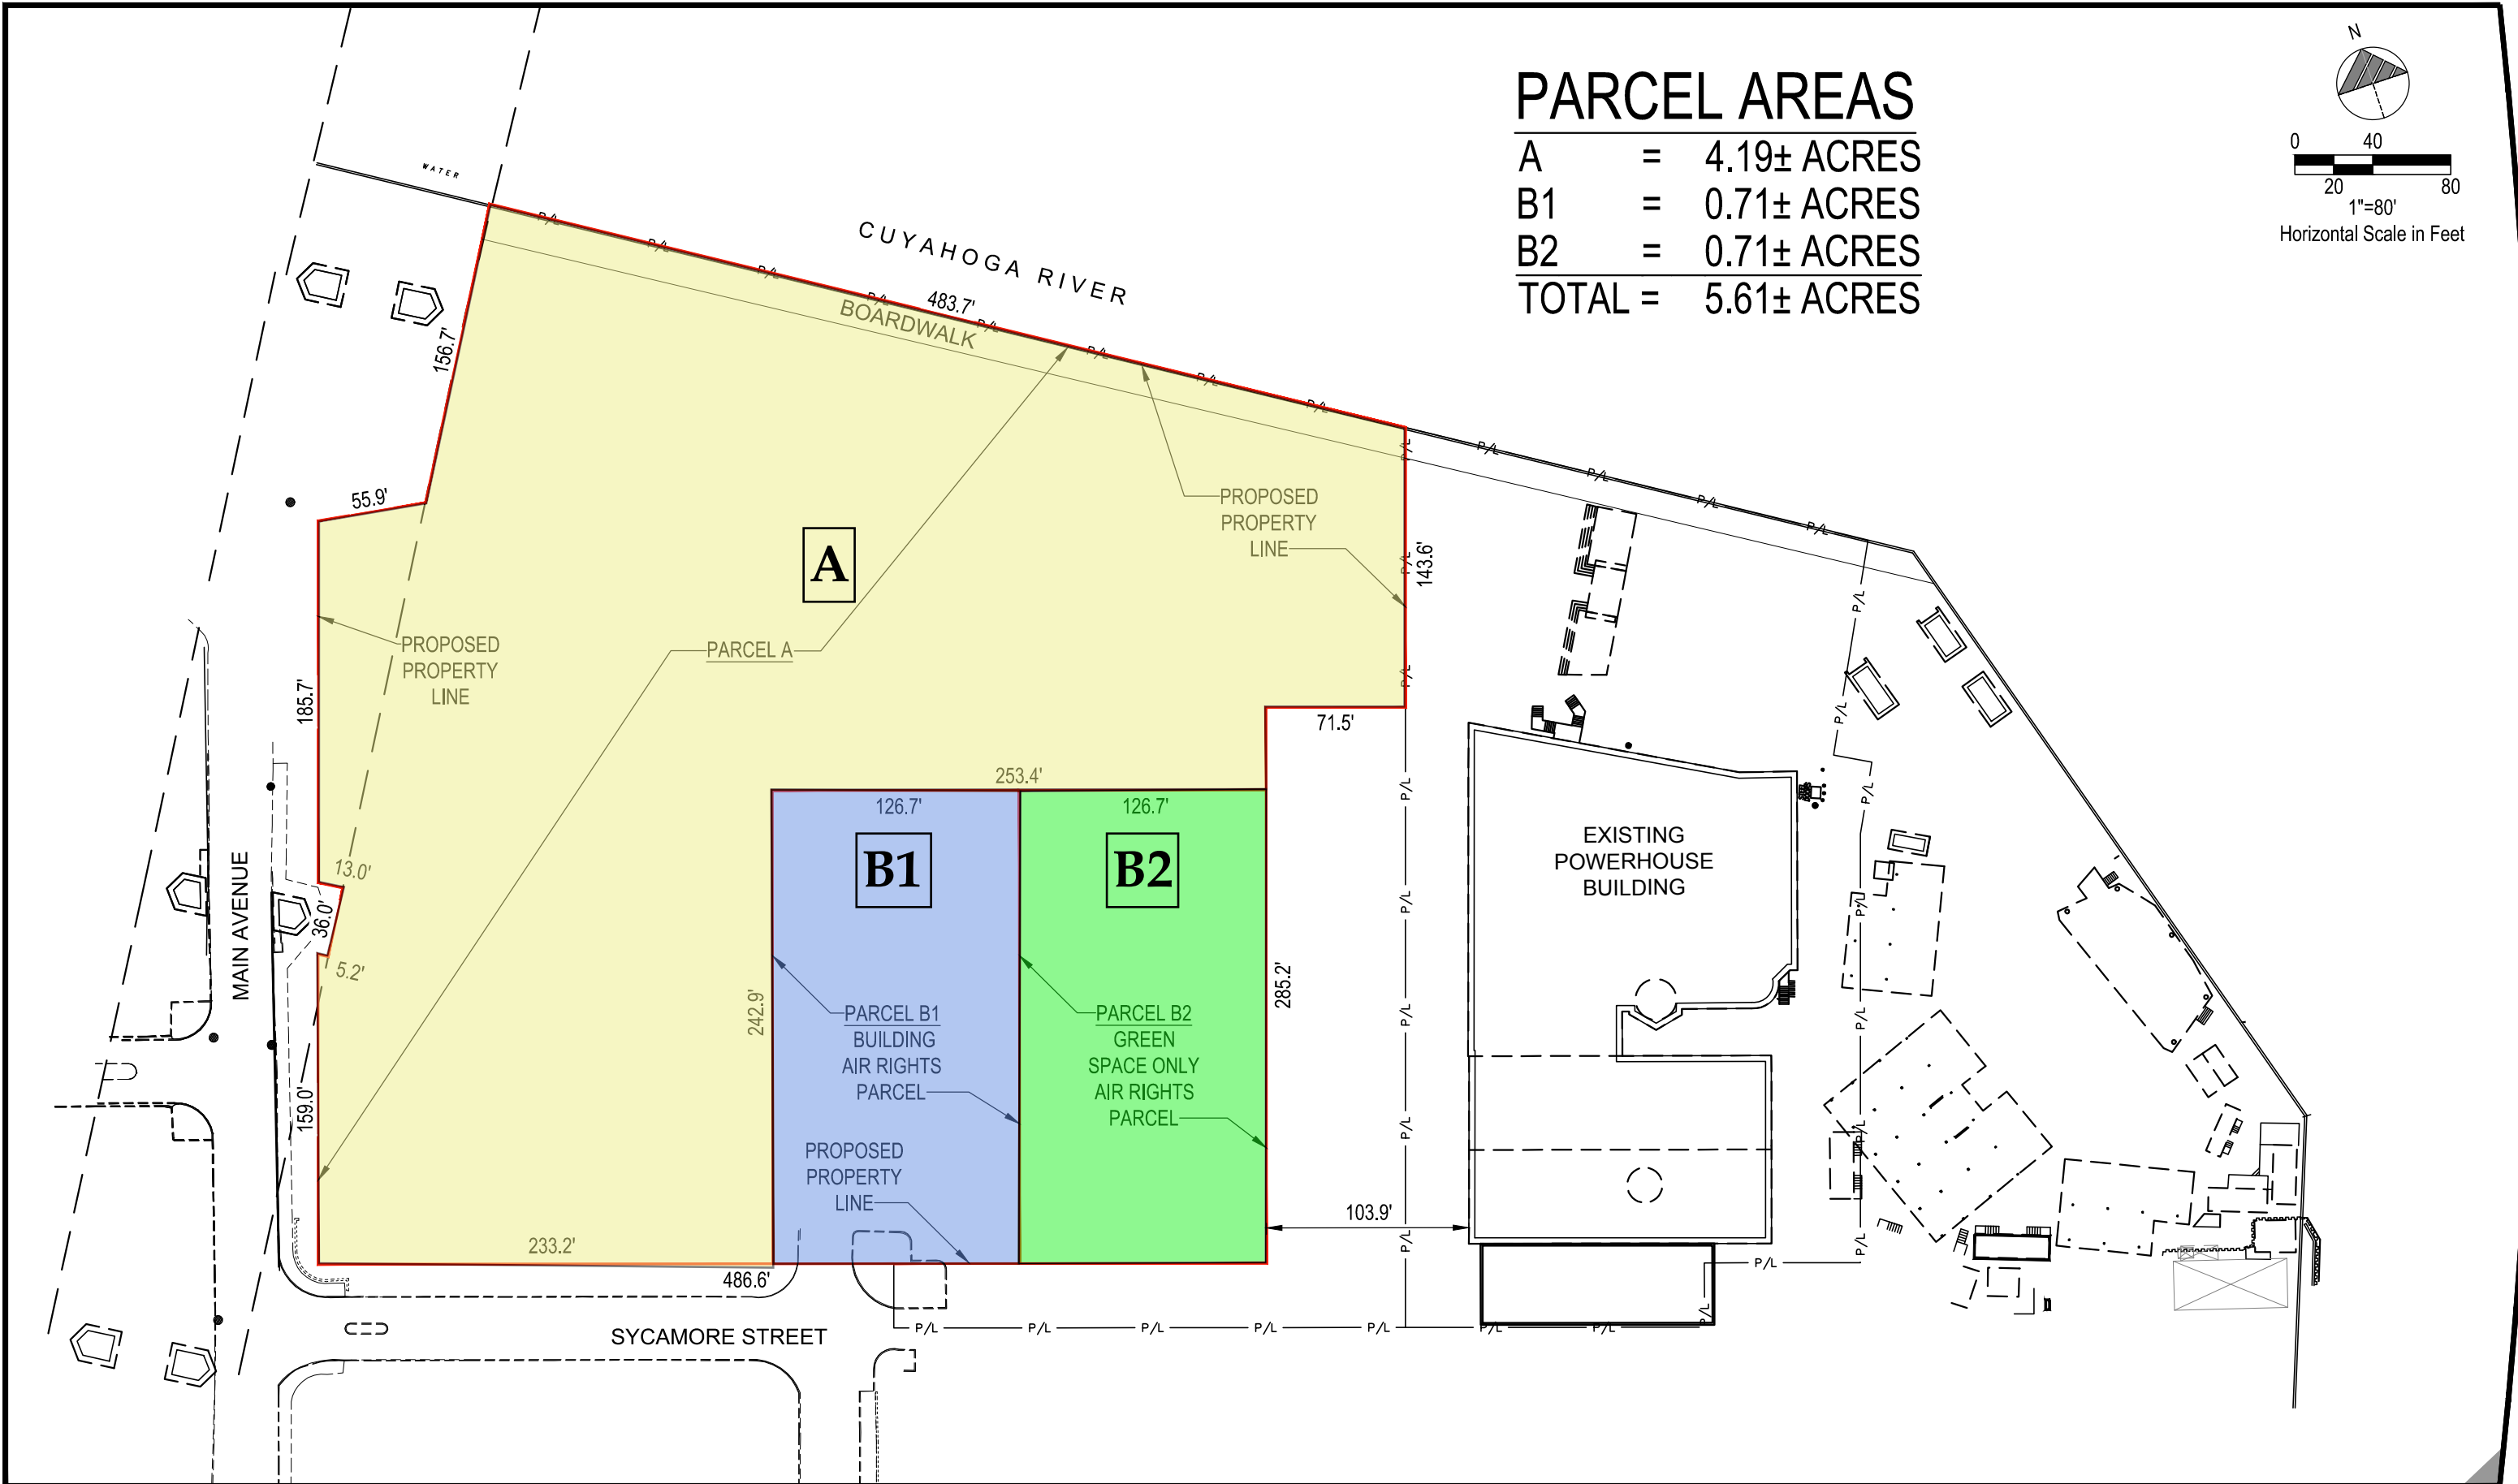 N
0 40
20 80
1"=80'
Horizontal Scale in Feet
PARCEL AREAS
A = 4.19± ACRES
B1 = 0.71± ACRES
B2 = 0.71± ACRES
TOTAL = 5.61± ACRES
WATER
CUYAHOGA RIVER
P/L
P/L
P/L
P/L
P/L
P/L
P/L
P/L
483.7'
BOARDWALK
156.7'
55.9'
P/L
P/L
P/L
P/L
P/L
P/L
P/L
PROPOSED
PROPERTY
LINE
143.6'
A
PROPOSED
PROPERTY
LINE
PARCEL A
185.7'
71.5'
253.4'
126.7'
126.7'
B1
B2
EXISTING
POWERHOUSE
BUILDING
P/L
P/L
P/L
P/L
P/L
P/L
P/L
P/L
P/L
P/L
P/L
P/L
MAIN AVENUE
13.0'
36.0'
5.2'
159.0'
242.9'
285.2'
PARCEL B1
BUILDING
AIR RIGHTS
PARCEL
PARCEL B2
GREEN
SPACE ONLY
AIR RIGHTS
PARCEL
PROPOSED
PROPERTY
LINE
103.9'
233.2'
486.6'
P/L
P/L
SYCAMORE STREET
P/L
P/L
P/L
P/L
P/L
P/L
P/L